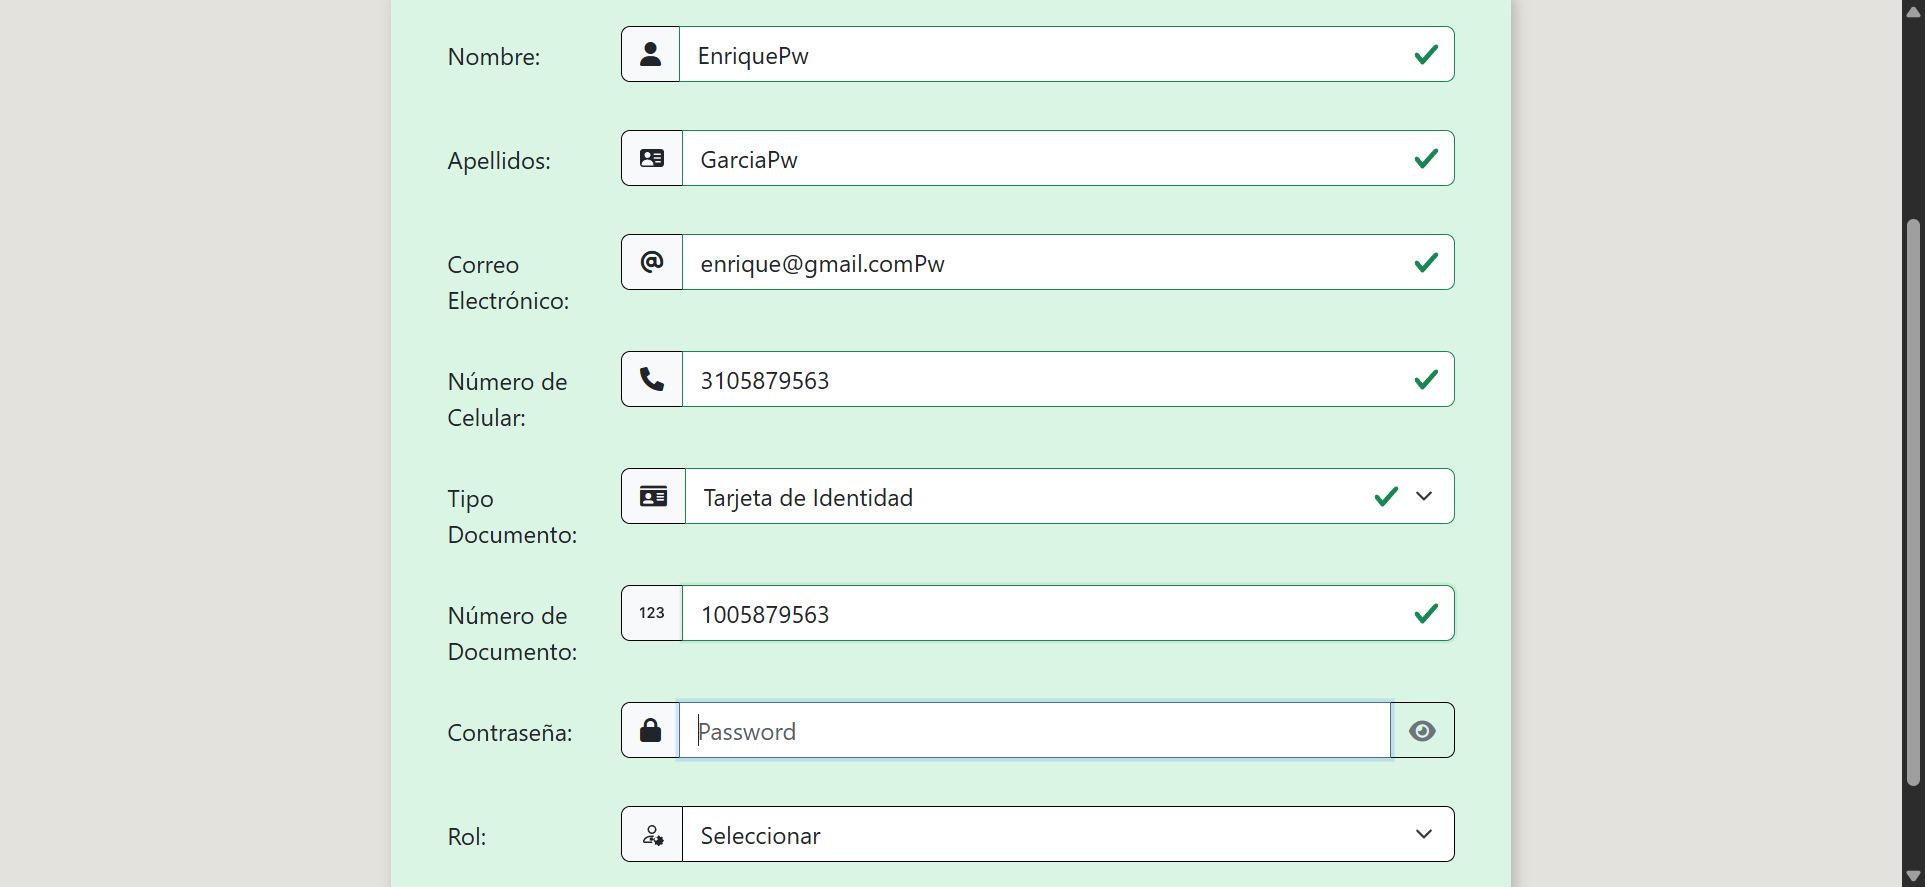 Nombre:
EnriquePw
Apellidos:
GarciaPw
Correo
Electrónico:
enrique@gmail.comPw
Número de
Celular:
3105879563
Tipo
Documento:
Tarjeta de Identidad
Número de
Documento:
123
1005879563
Contraseña:
Password
Rol:
Seleccionar